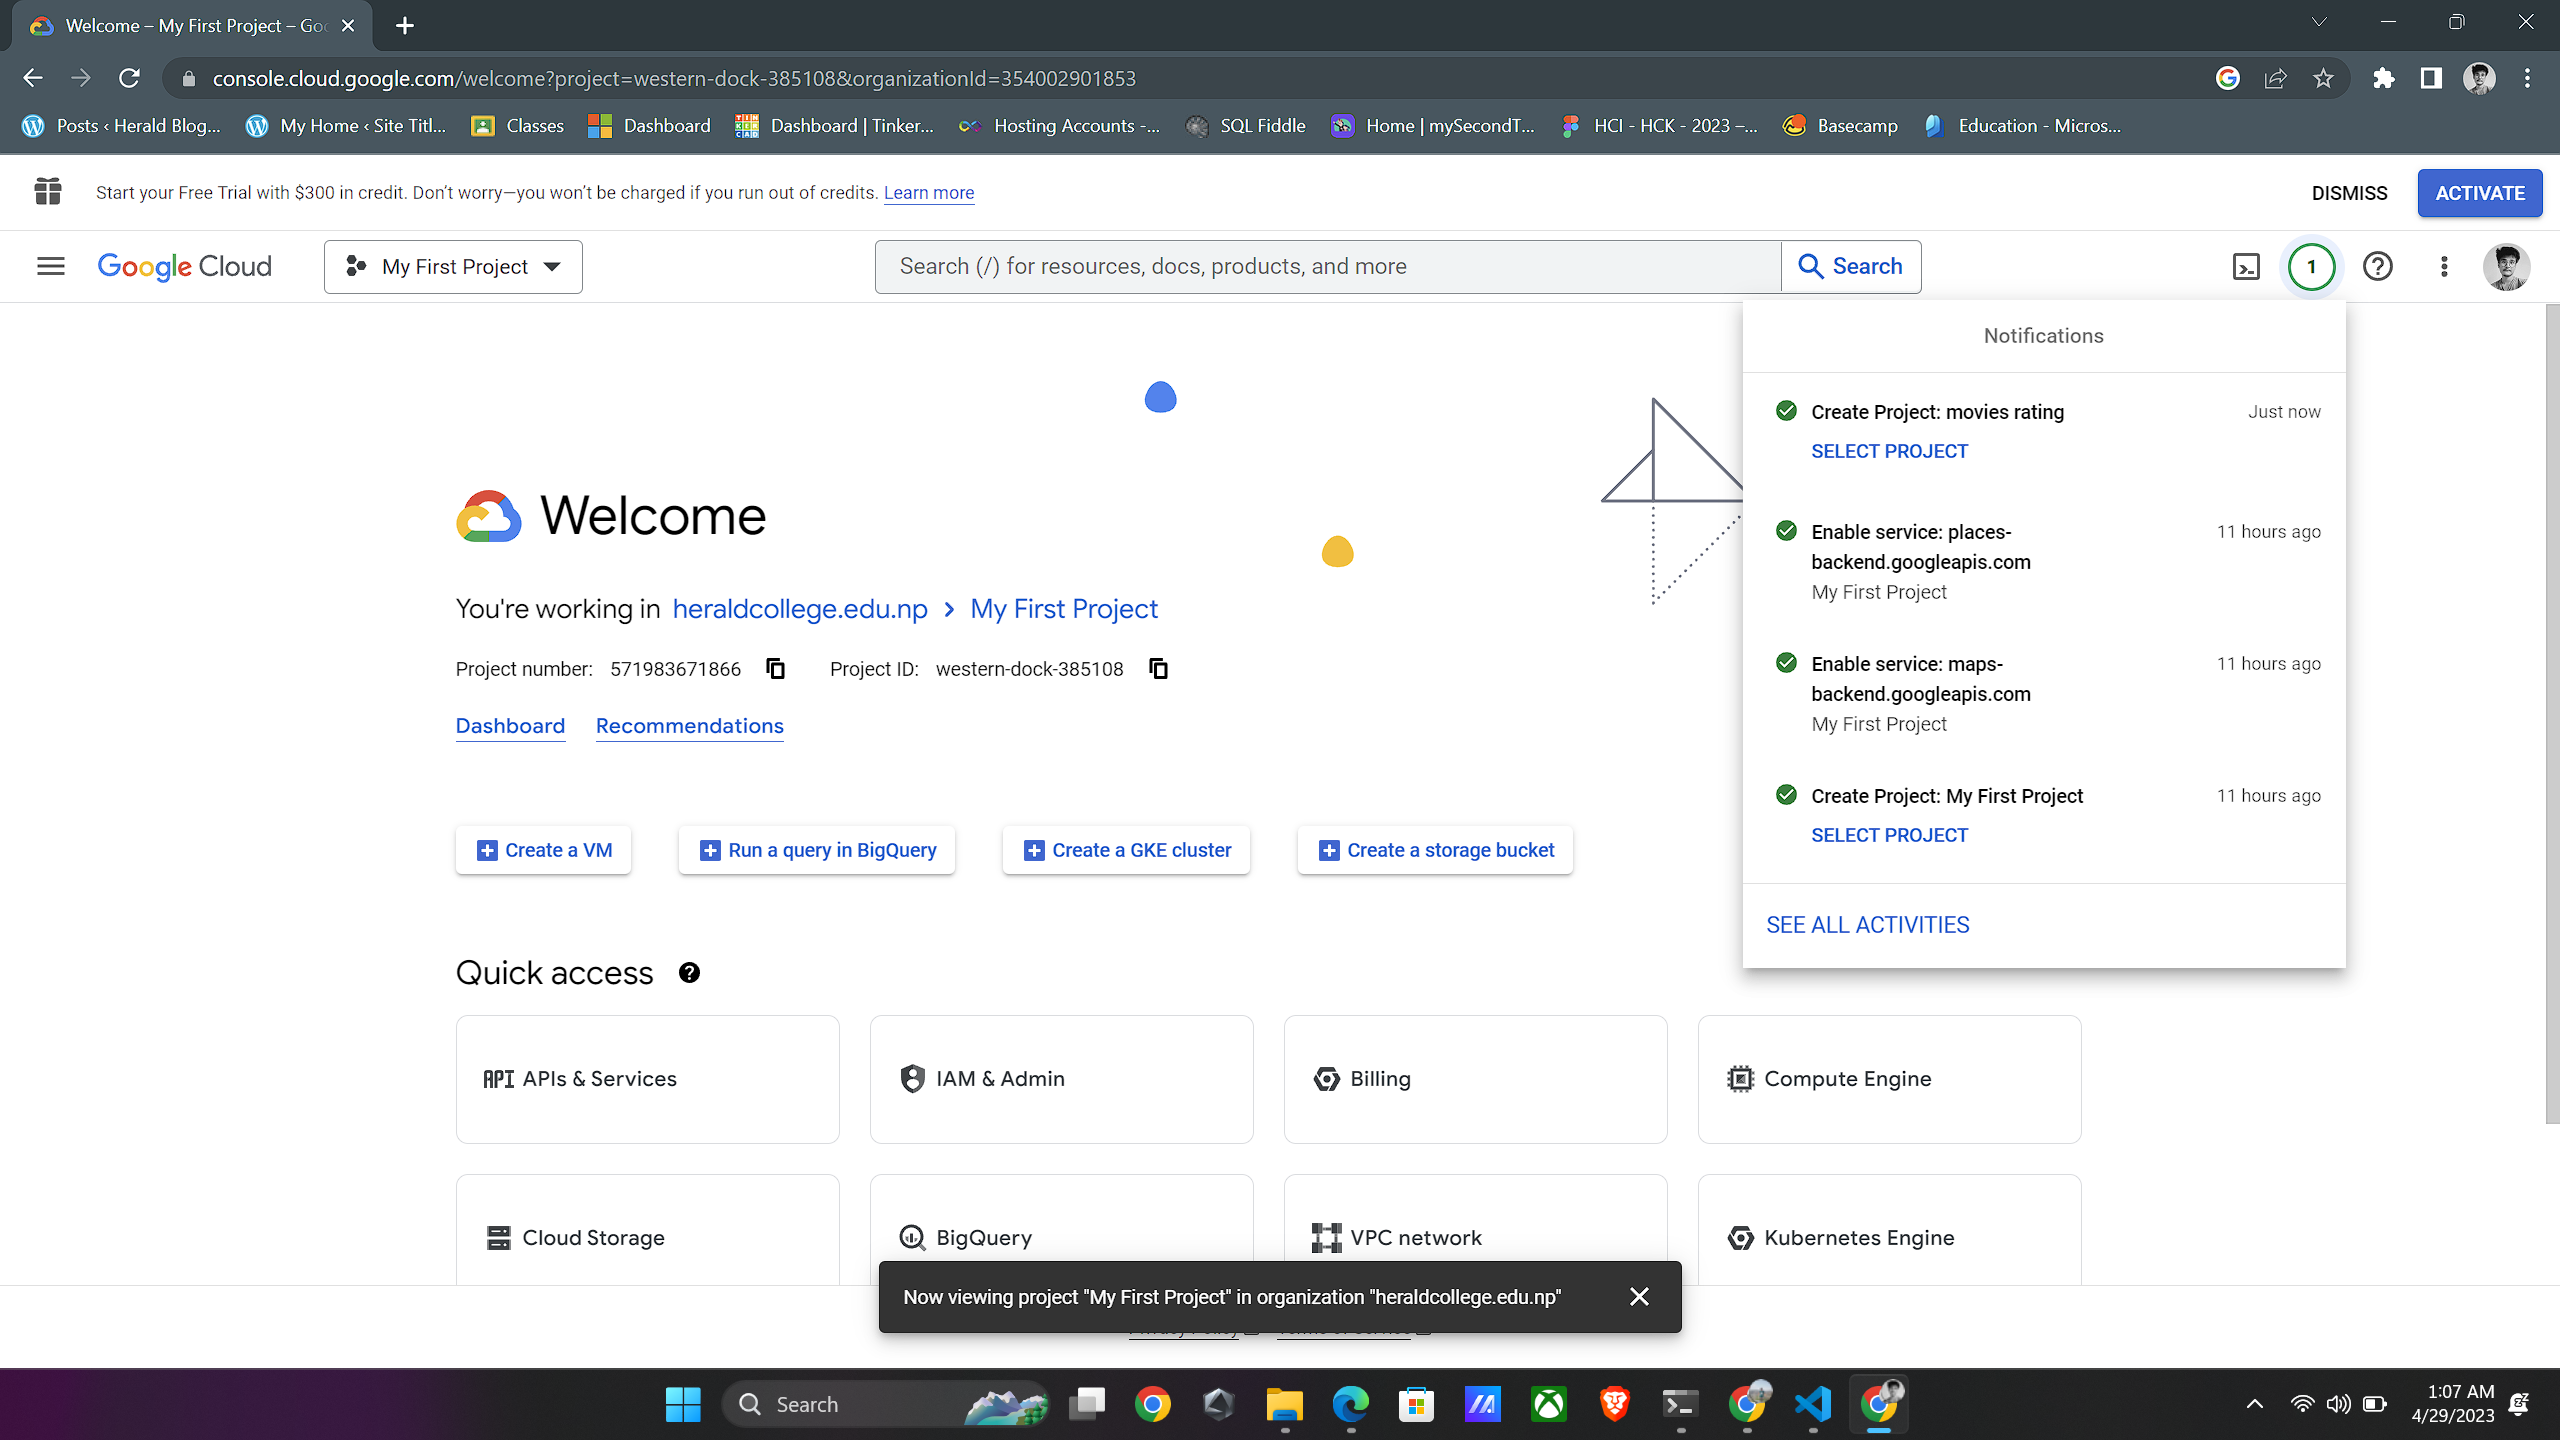 Welcome – My First Project – Goo
console.cloud.google.com/welcome?project=western-dock-385108&organizationId=354002901853
Posts ‹ Herald Blog...
My Home ‹ Site Titl...
Classes
Dashboard
Dashboard | Tinker...
Hosting Accounts -...
SQL Fiddle
Home | mySecondT...
HCI - HCK - 2023 –...
Basecamp
Education - Micros...
Start your Free Trial with $300 in credit. Don't worry—you won't be charged if you run out of credits. Learn more
DISMISS
ACTIVATE
Google Cloud
My First Project
Search (/) for resources, docs, products, and more
Search
1
Notifications
Create Project: movies rating
Just now
SELECT PROJECT
Enable service: places-
backend.googleapis.com
11 hours ago
My First Project
Enable service: maps-
backend.googleapis.com
11 hours ago
My First Project
Create Project: My First Project
11 hours ago
SELECT PROJECT
SEE ALL ACTIVITIES
Welcome
You're working in heraldcollege.edu.np > My First Project
Project number: 571983671866
Project ID: western-dock-385108
Dashboard
Recommendations
Create a VM
Run a query in BigQuery
Create a GKE cluster
Create a storage bucket
Quick access
API APIs & Services
IAM & Admin
Billing
Compute Engine
Cloud Storage
BigQuery
VPC network
Kubernetes Engine
Now viewing project "My First Project" in organization "heraldcollege.edu.np"
Search
1:07 AM
4/29/2023